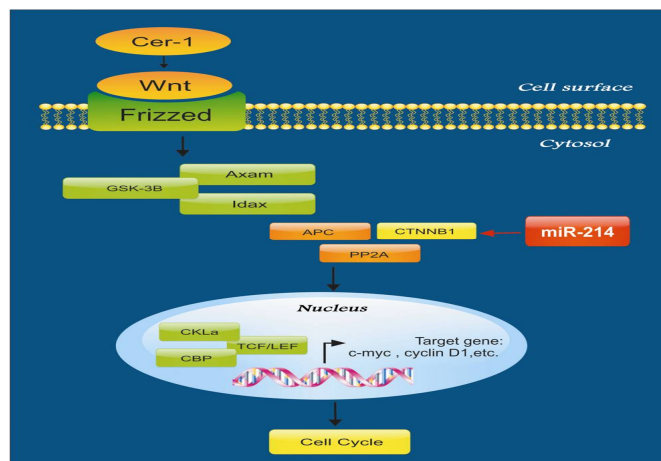 Cer-1
Wnt
Cell surface
Frizzed
Cytosol
Axam
GSK-3B
Idax
APC
CTNNB1
miR-214
PP2A
Nucleus
CKLa
TCF/LEF
CBP
Target gene:
c-myc , cyclin D1,etc.
Cell Cycle